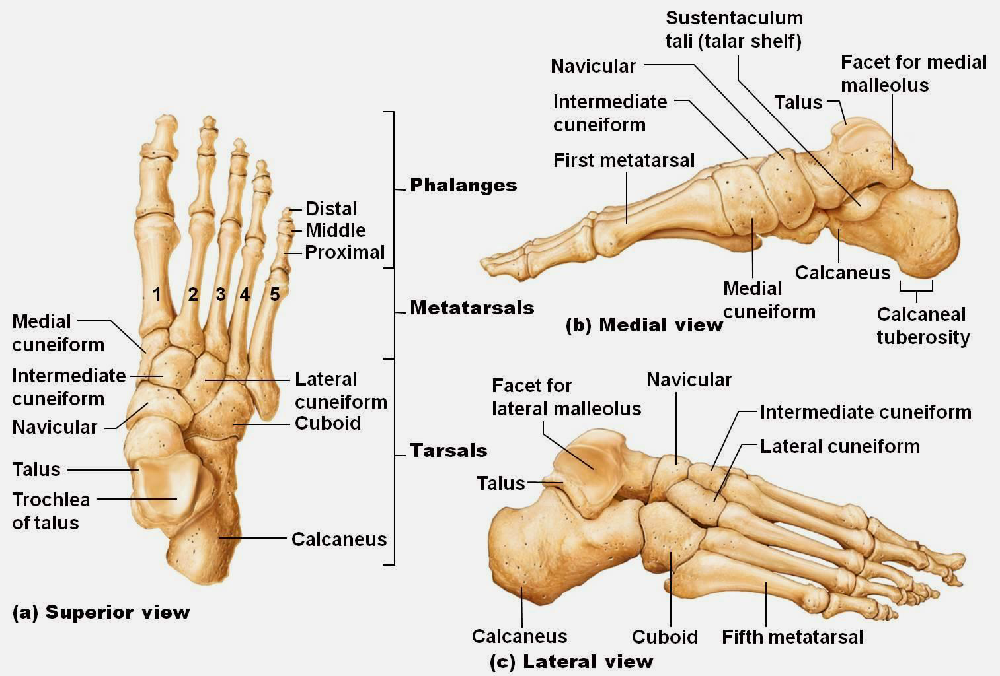 Phalanges
Distal
Middle
Proximal
1 2 3 4 5
Metatarsals
Medial
cuneiform
Intermediate
cuneiform
Navicular
Lateral
cuneiform
Cuboid
Tarsals
Talus
Trochlea
of talus
Calcaneus
(a) Superior view
Sustentaculum
tali (talar shelf)
Navicular
Facet for medial
malleolus
Intermediate
cuneiform
Talus
First metatarsal
Calcaneus
Medial
cuneiform
Calcaneal
tuberosity
(b) Medial view
Facet for
lateral malleolus
Navicular
Intermediate cuneiform
Lateral cuneiform
Talus
Calcaneus
Cuboid
Fifth metatarsal
(c) Lateral view